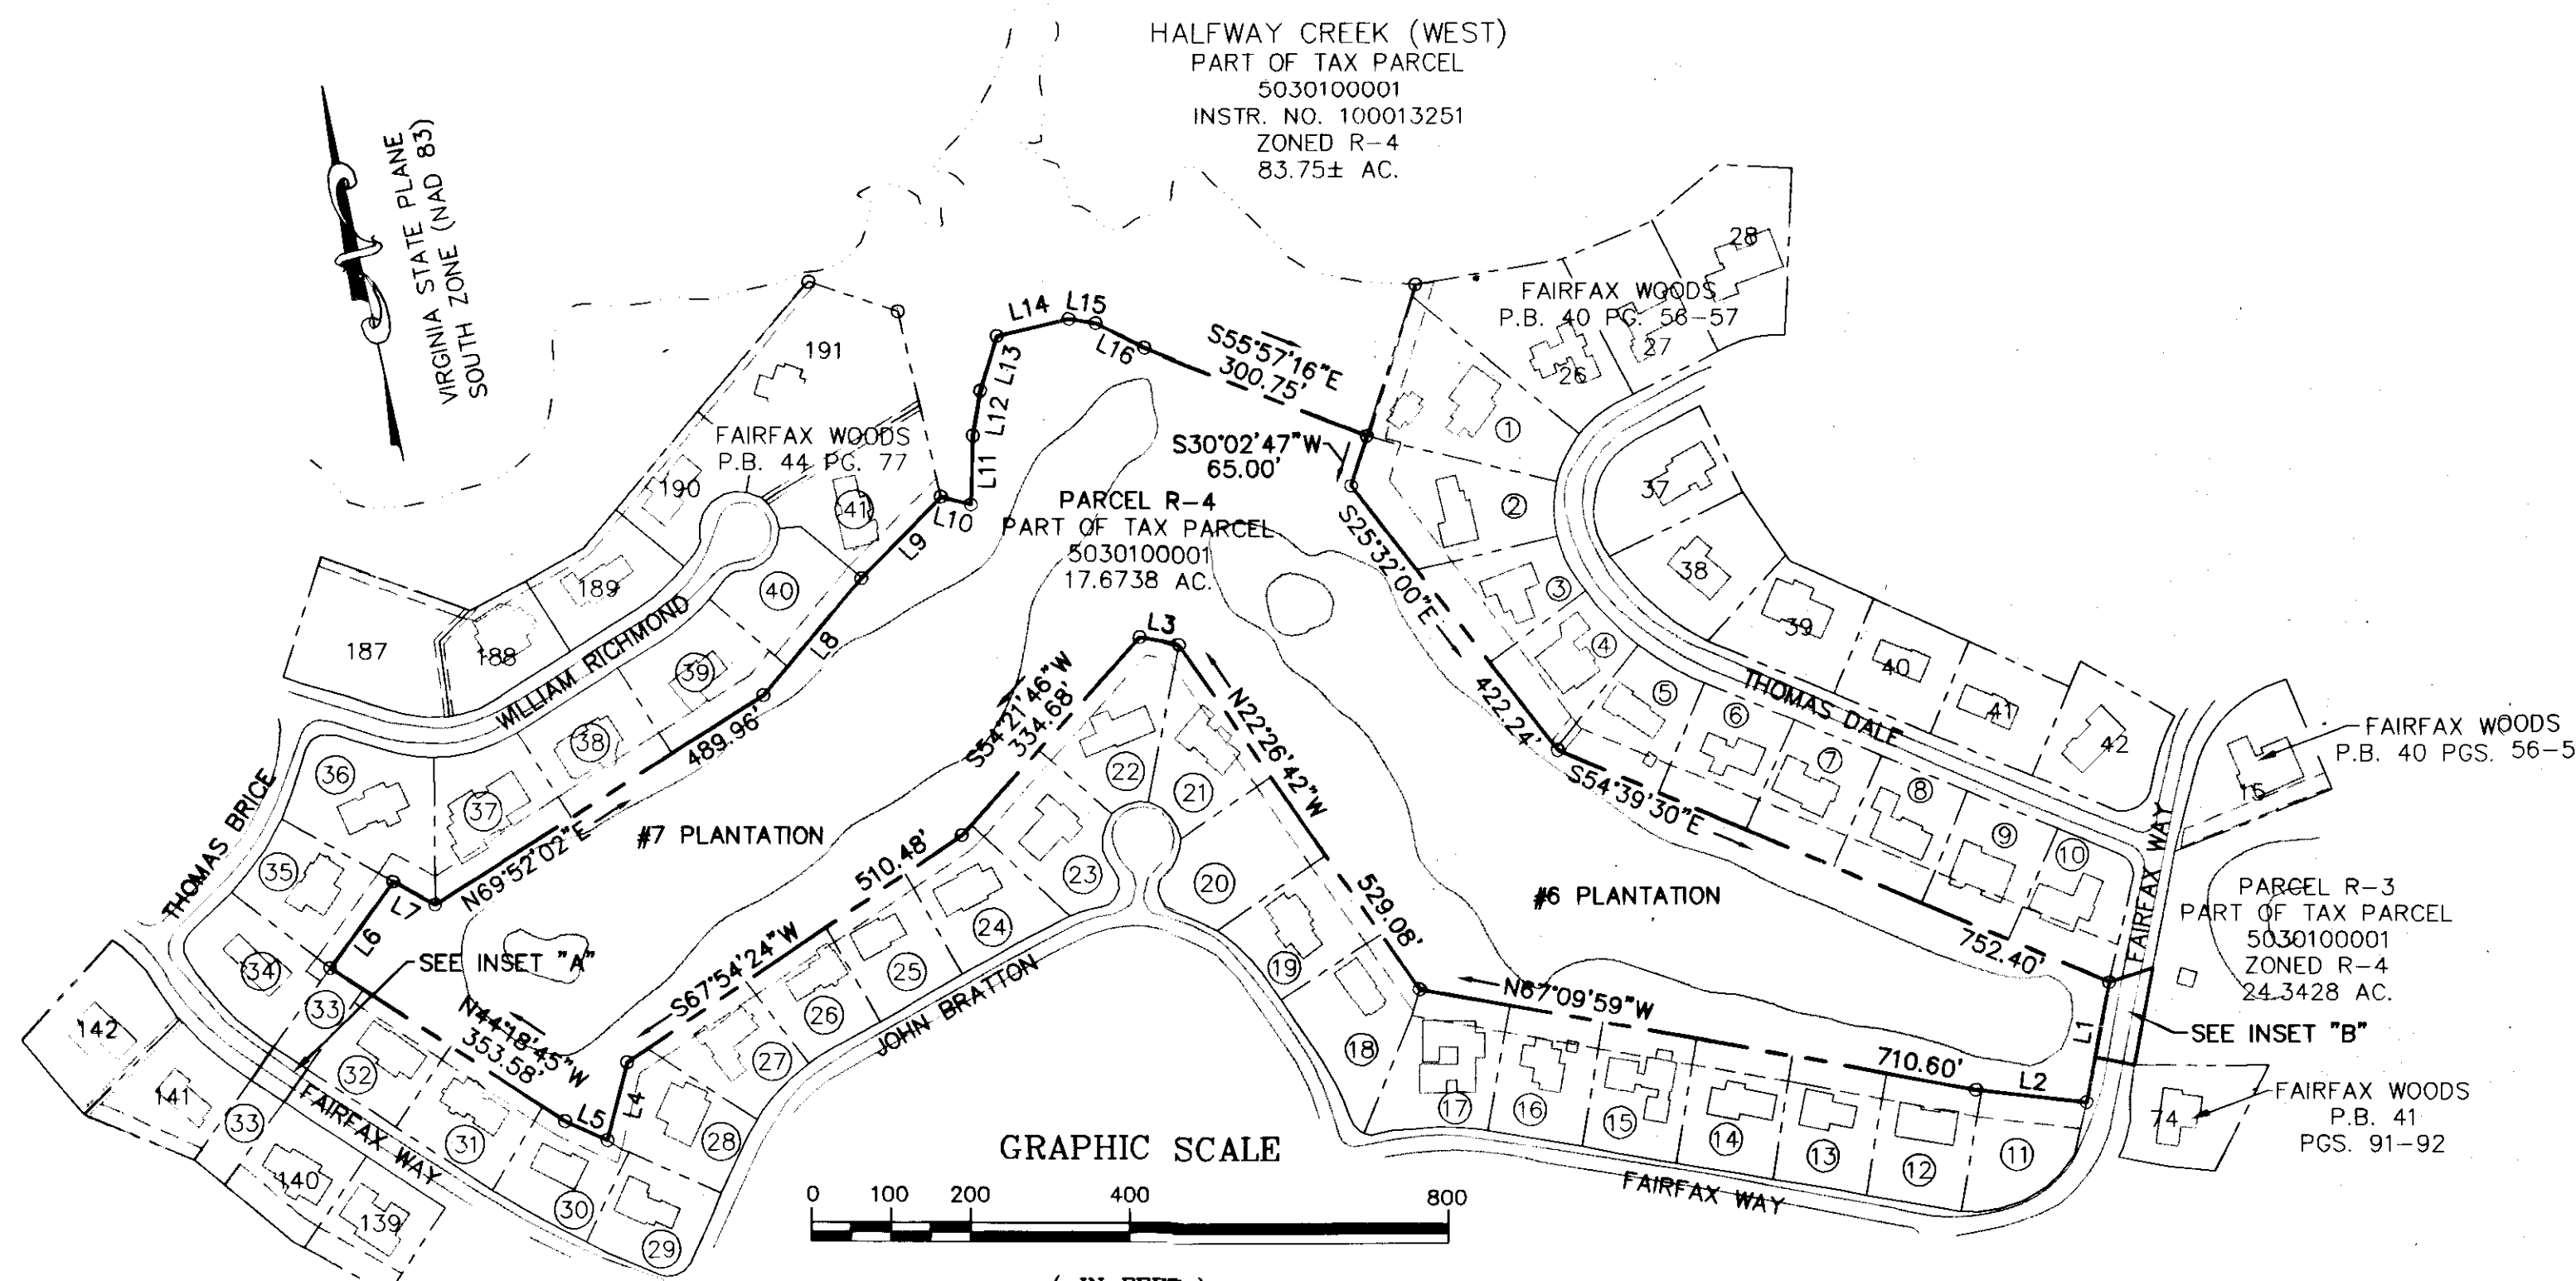 HALFWAY CREEK (WEST)
PART OF TAX PARCEL
5030100001
INSTR. NO. 100013251
ZONED R-4
83.75± AC.
VIRGINIA STATE PLANE
SOUTH ZONE (NAD 83)
FAIRFAX WOODS
P.B. 40 PG. 56-57
28
27
26
191
FAIRFAX WOODS
P.B. 44 PG. 77
190
41
189
188
187
40
39
38
37
36
35
34
33
L14
L15
L16
L13
L12
L11
L10
L9
L8
S55°57'16"E
300.75'
S30°02'47"W
65.00'
PARCEL R-4
PART OF TAX PARCEL
5030100001
17.6738 AC.
S25°32'00"E
422.24'
1
2
3
4
5
6
7
8
9
10
37
38
39
40
41
42
THOMAS DALE
WILLIAM RICHMOND
THOMAS BRICE
L3
S54°21'46"W
334.68'
N22°26'42"W
529.08'
S54°39'30"E
752.40'
489.96'
N69°52'02"E
#7 PLANTATION
510.48'
S67°54'24"W
#6 PLANTATION
FAIRFAX WOODS
P.B. 40 PGS. 56-5
15
FAIRFAX WAY
PARCEL R-3
PART OF TAX PARCEL
5030100001
ZONED R-4
24.3428 AC.
SEE INSET "B"
L1
L2
N67°09'59"W
710.60'
L7
L6
SEE INSET "A"
N44°18'45"W
353.58'
L5
L4
JOHN BRATTON
22
21
20
23
24
25
26
27
28
29
30
31
32
33
19
18
17
16
15
14
13
12
11
142
141
140
139
FAIRFAX WAY
FAIRFAX WAY
74
FAIRFAX WOODS
P.B. 41
PGS. 91-92
GRAPHIC SCALE
0 100 200 400 800
( IN FEET )